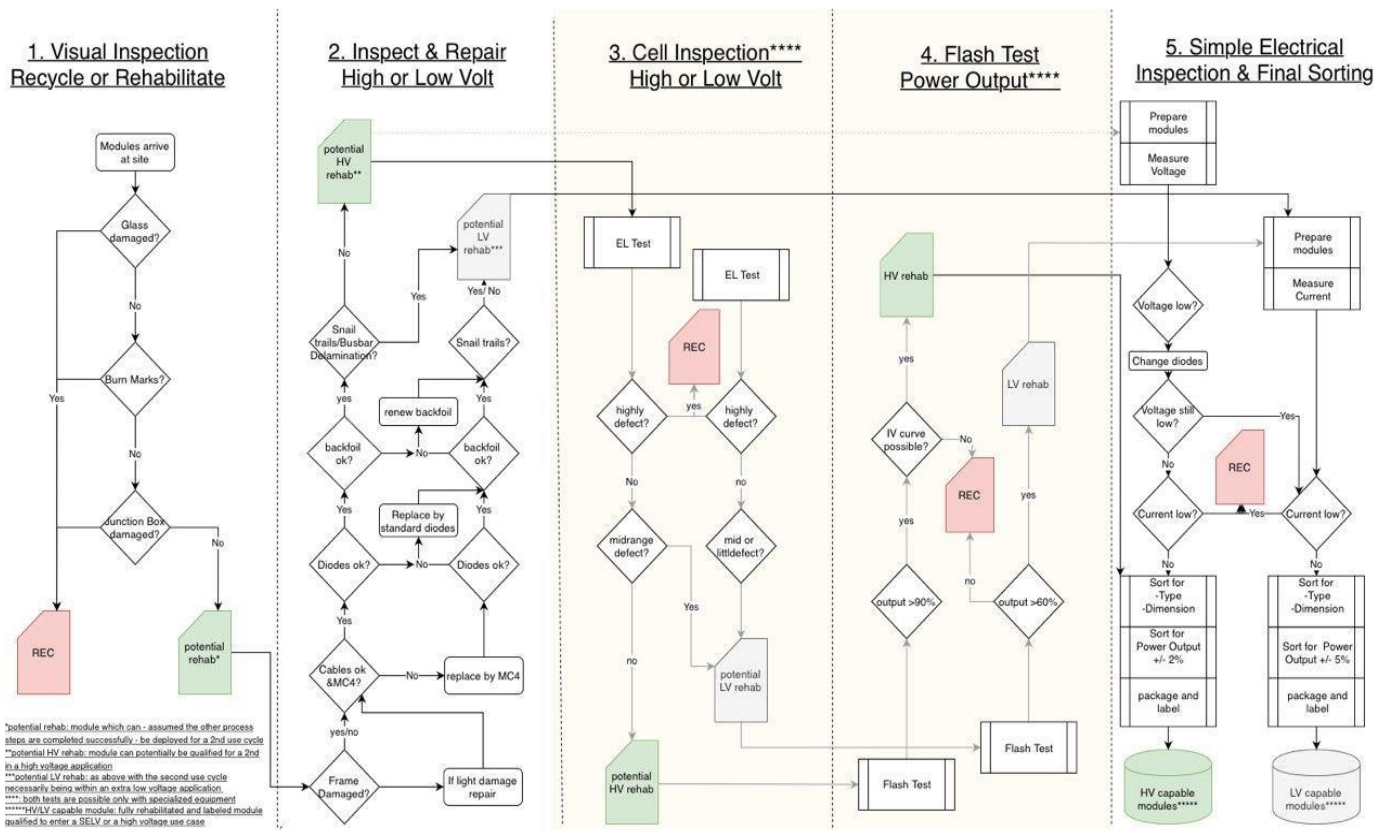 1. Visual Inspection
Recycle or Rehabilitate
2. Inspect & Repair
High or Low Volt
3. Cell Inspection****
High or Low Volt
4. Flash Test
Power Output****
5. Simple Electrical
Inspection & Final Sorting
Modules arrive
at site
Glass
damaged?
No
Burn Marks?
Yes
No
Junction Box
damaged?
No
REC
potential
rehab*
*potential rehab: module which can - assumed the other process
steps are completed successfully - be deployed for a 2nd use cycle
**potential HV rehab: module can potentially be qualified for a 2nd
in a high voltage application
***potential LV rehab: as above with the second use cycle
necessarily being within an extra low voltage application
****: both tests are possible only with specialized equipment
******HV/LV capable module: fully rehabilitated and labeled module
qualified to enter a SELV or a high voltage use case
potential
HV
rehab**
potential
LV
rehab***
No
Yes
Yes/ No
Snail
trails/Busbar
Delamination?
Snail trails?
yes
renew backfoil
Yes
backfoil
ok?
No
backfoil
ok?
Yes
Replace by
standard diodes
Yes
Diodes ok?
No
Diodes ok?
Yes
Cables ok
&MC4?
No
replace by MC4
yes/no
Frame
Damaged?
If light damage
repair
EL Test
EL Test
REC
highly
defect?
yes
highly
defect?
No
no
midrange
defect?
mid or
littldefect?
Yes
no
potential
LV rehab
potential
HV rehab
HV rehab
yes
LV rehab
IV curve
possible?
No
REC
yes
yes
output >90%
no
output >60%
Flash Test
Flash Test
Prepare
modules
Measure
Voltage
Prepare
modules
Measure
Current
Voltage low?
Change diodes
Voltage still
low?
Yes
REC
No
Current low?
Yes
Current low?
No
No
Sort for
-Type
-Dimension
Sort for
Power Output
+/- 2%
package and
label
Sort for
-Type
-Dimension
Sort for Power
Output +/- 5%
package and
label
HV capable
modules*****
LV capable
modules*****